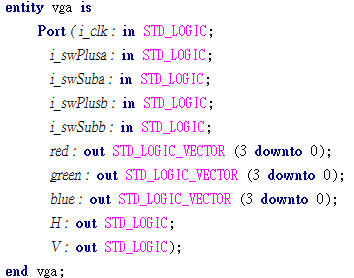 entity vga is
Port ( i_clk : in STD_LOGIC;
i_swPlusa : in STD_LOGIC;
i_swSuba : in STD_LOGIC;
i_swPlusb : in STD_LOGIC;
i_swSubb : in STD_LOGIC;
red : out STD_LOGIC_VECTOR (3 downto 0);
green : out STD_LOGIC_VECTOR (3 downto 0);
blue : out STD_LOGIC_VECTOR (3 downto 0);
H : out STD_LOGIC;
V : out STD_LOGIC);
end vga;